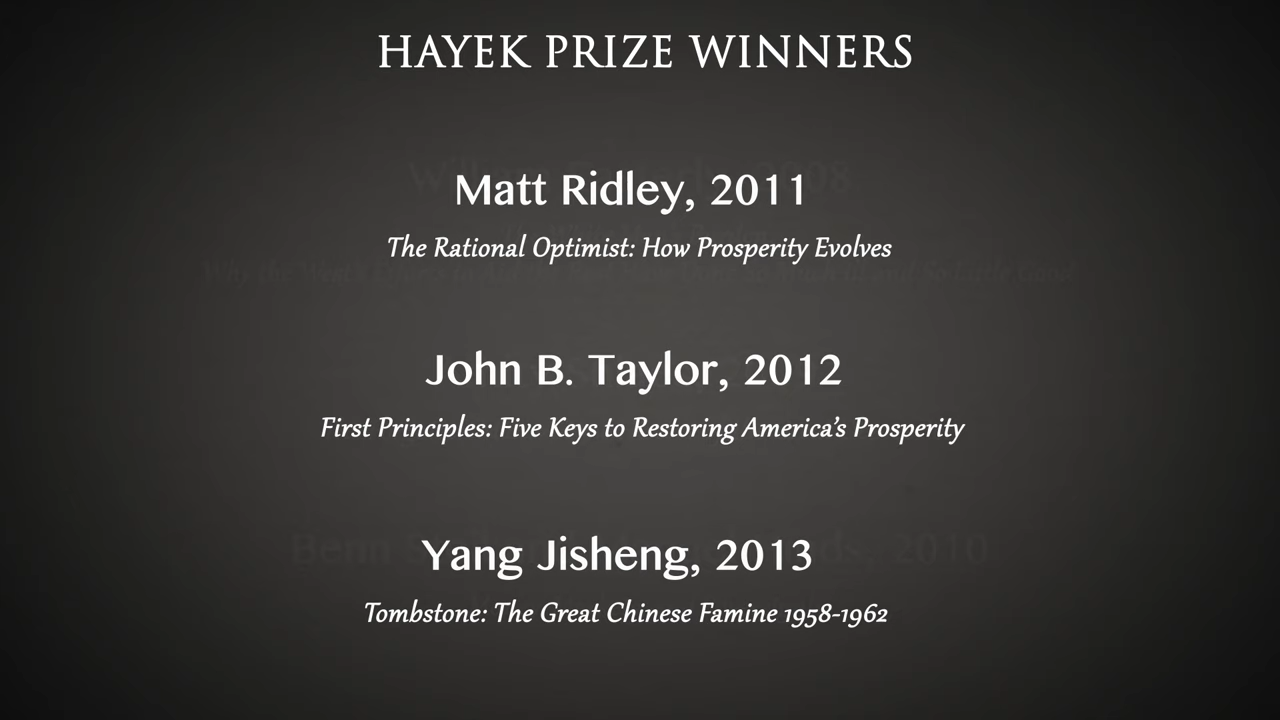 HAYEK PRIZE WINNERS
Matt Ridley, 2011
The Rational Optimist: How Prosperity Evolves
John B. Taylor, 2012
First Principles: Five Keys to Restoring America's Prosperity
Yang Jisheng, 2013
Tombstone: The Great Chinese Famine 1958-1962